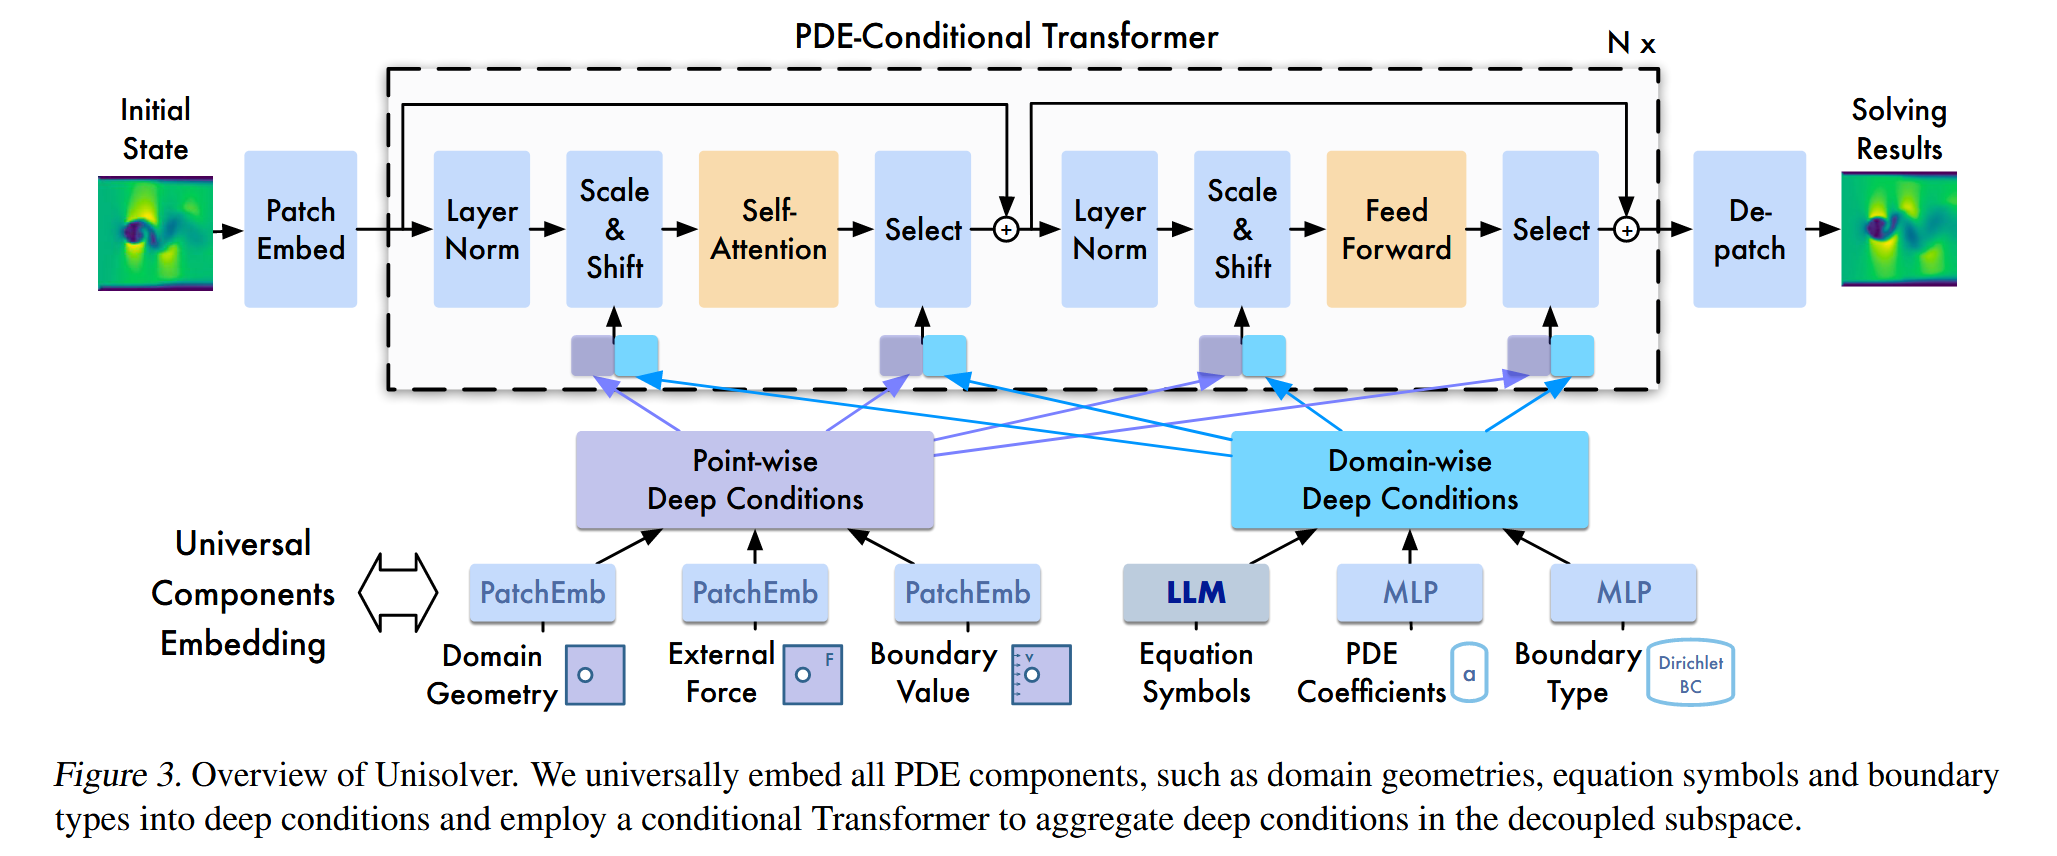 PDE-Conditional Transformer
N x
Initial
State
Patch
Embed
Layer
Norm
Scale
&
Shift
Self-
Attention
Select
+
Layer
Norm
Scale
&
Shift
Feed
Forward
Select
+
De-
patch
Solving
Results
Point-wise
Deep Conditions
Domain-wise
Deep Conditions
Universal
Components
Embedding
PatchEmb
PatchEmb
PatchEmb
LLM
MLP
MLP
Domain
Geometry
External
Force
F
Boundary
Value
v
Equation
Symbols
PDE
Coefficients
a
Boundary
Type
Dirichlet
BC
Figure 3. Overview of Unisolver. We universally embed all PDE components, such as domain geometries, equation symbols and boundary
types into deep conditions and employ a conditional Transformer to aggregate deep conditions in the decoupled subspace.